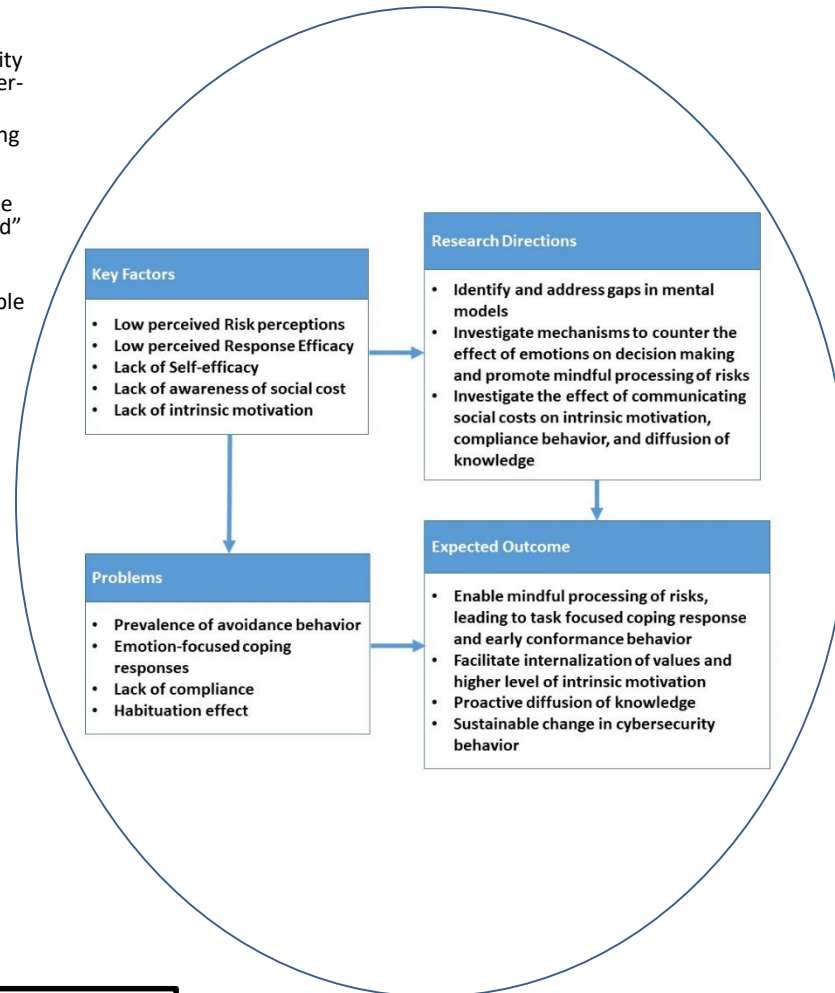 ity
er-
ng
e
d”
ble
Key Factors
• Low perceived Risk perceptions
• Low perceived Response Efficacy
• Lack of Self-efficacy
• Lack of awareness of social cost
• Lack of intrinsic motivation
Research Directions
• Identify and address gaps in mental
models
• Investigate mechanisms to counter the
effect of emotions on decision making
and promote mindful processing of risks
• Investigate the effect of communicating
social costs on intrinsic motivation,
compliance behavior, and diffusion of
knowledge
Problems
• Prevalence of avoidance behavior
• Emotion-focused coping
responses
• Lack of compliance
• Habituation effect
Expected Outcome
• Enable mindful processing of risks,
leading to task focused coping response
and early conformance behavior
• Facilitate internalization of values and
higher level of intrinsic motivation
• Proactive diffusion of knowledge
• Sustainable change in cybersecurity
behavior